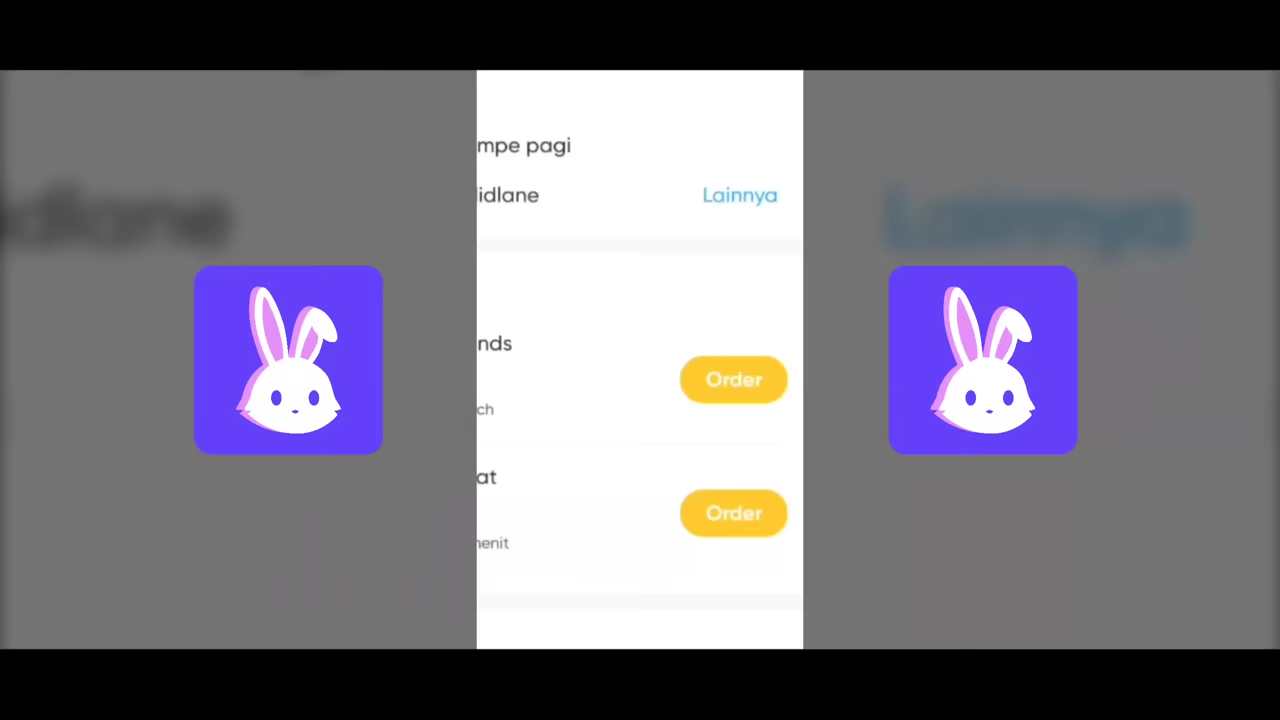 mpe pagi
idlane Lainnya
nds
Order
ch
at
Order
enit